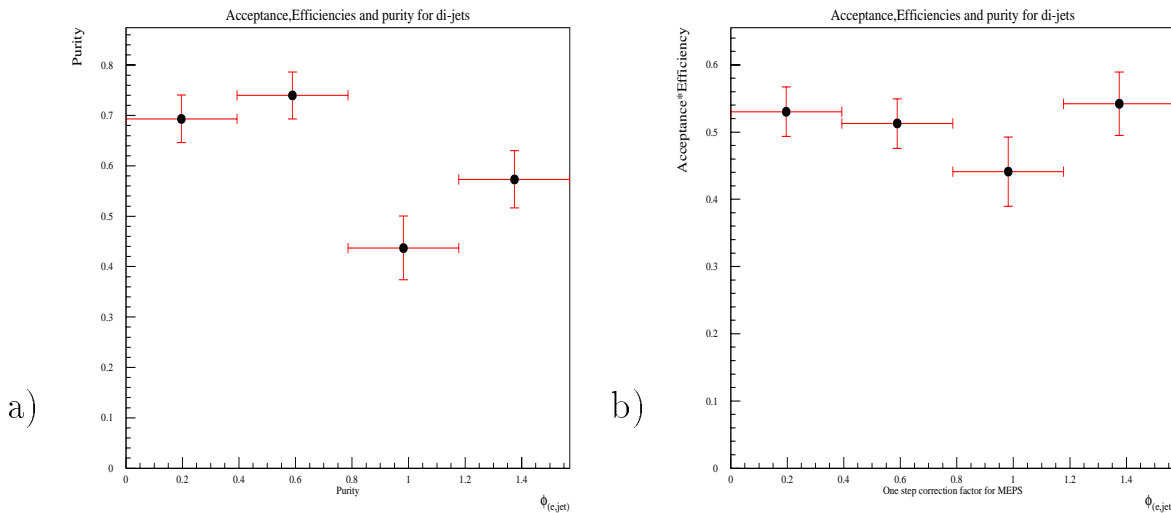 Acceptance,Efficiencies and purity for di-jets
Purity
0.8
0.7
0.6
0.5
0.4
0.3
0.2
0.1
0
0 0.2 0.4 0.6 0.8 1 1.2 1.4
Purity
ϕ(e,jet)
a)
Acceptance,Efficiencies and purity for di-jets
Acceptance*Efficiency
0.6
0.5
0.4
0.3
0.2
0.1
0
0 0.2 0.4 0.6 0.8 1 1.2 1.4
One step correction factor for MEPS
ϕ(e,jet
b)